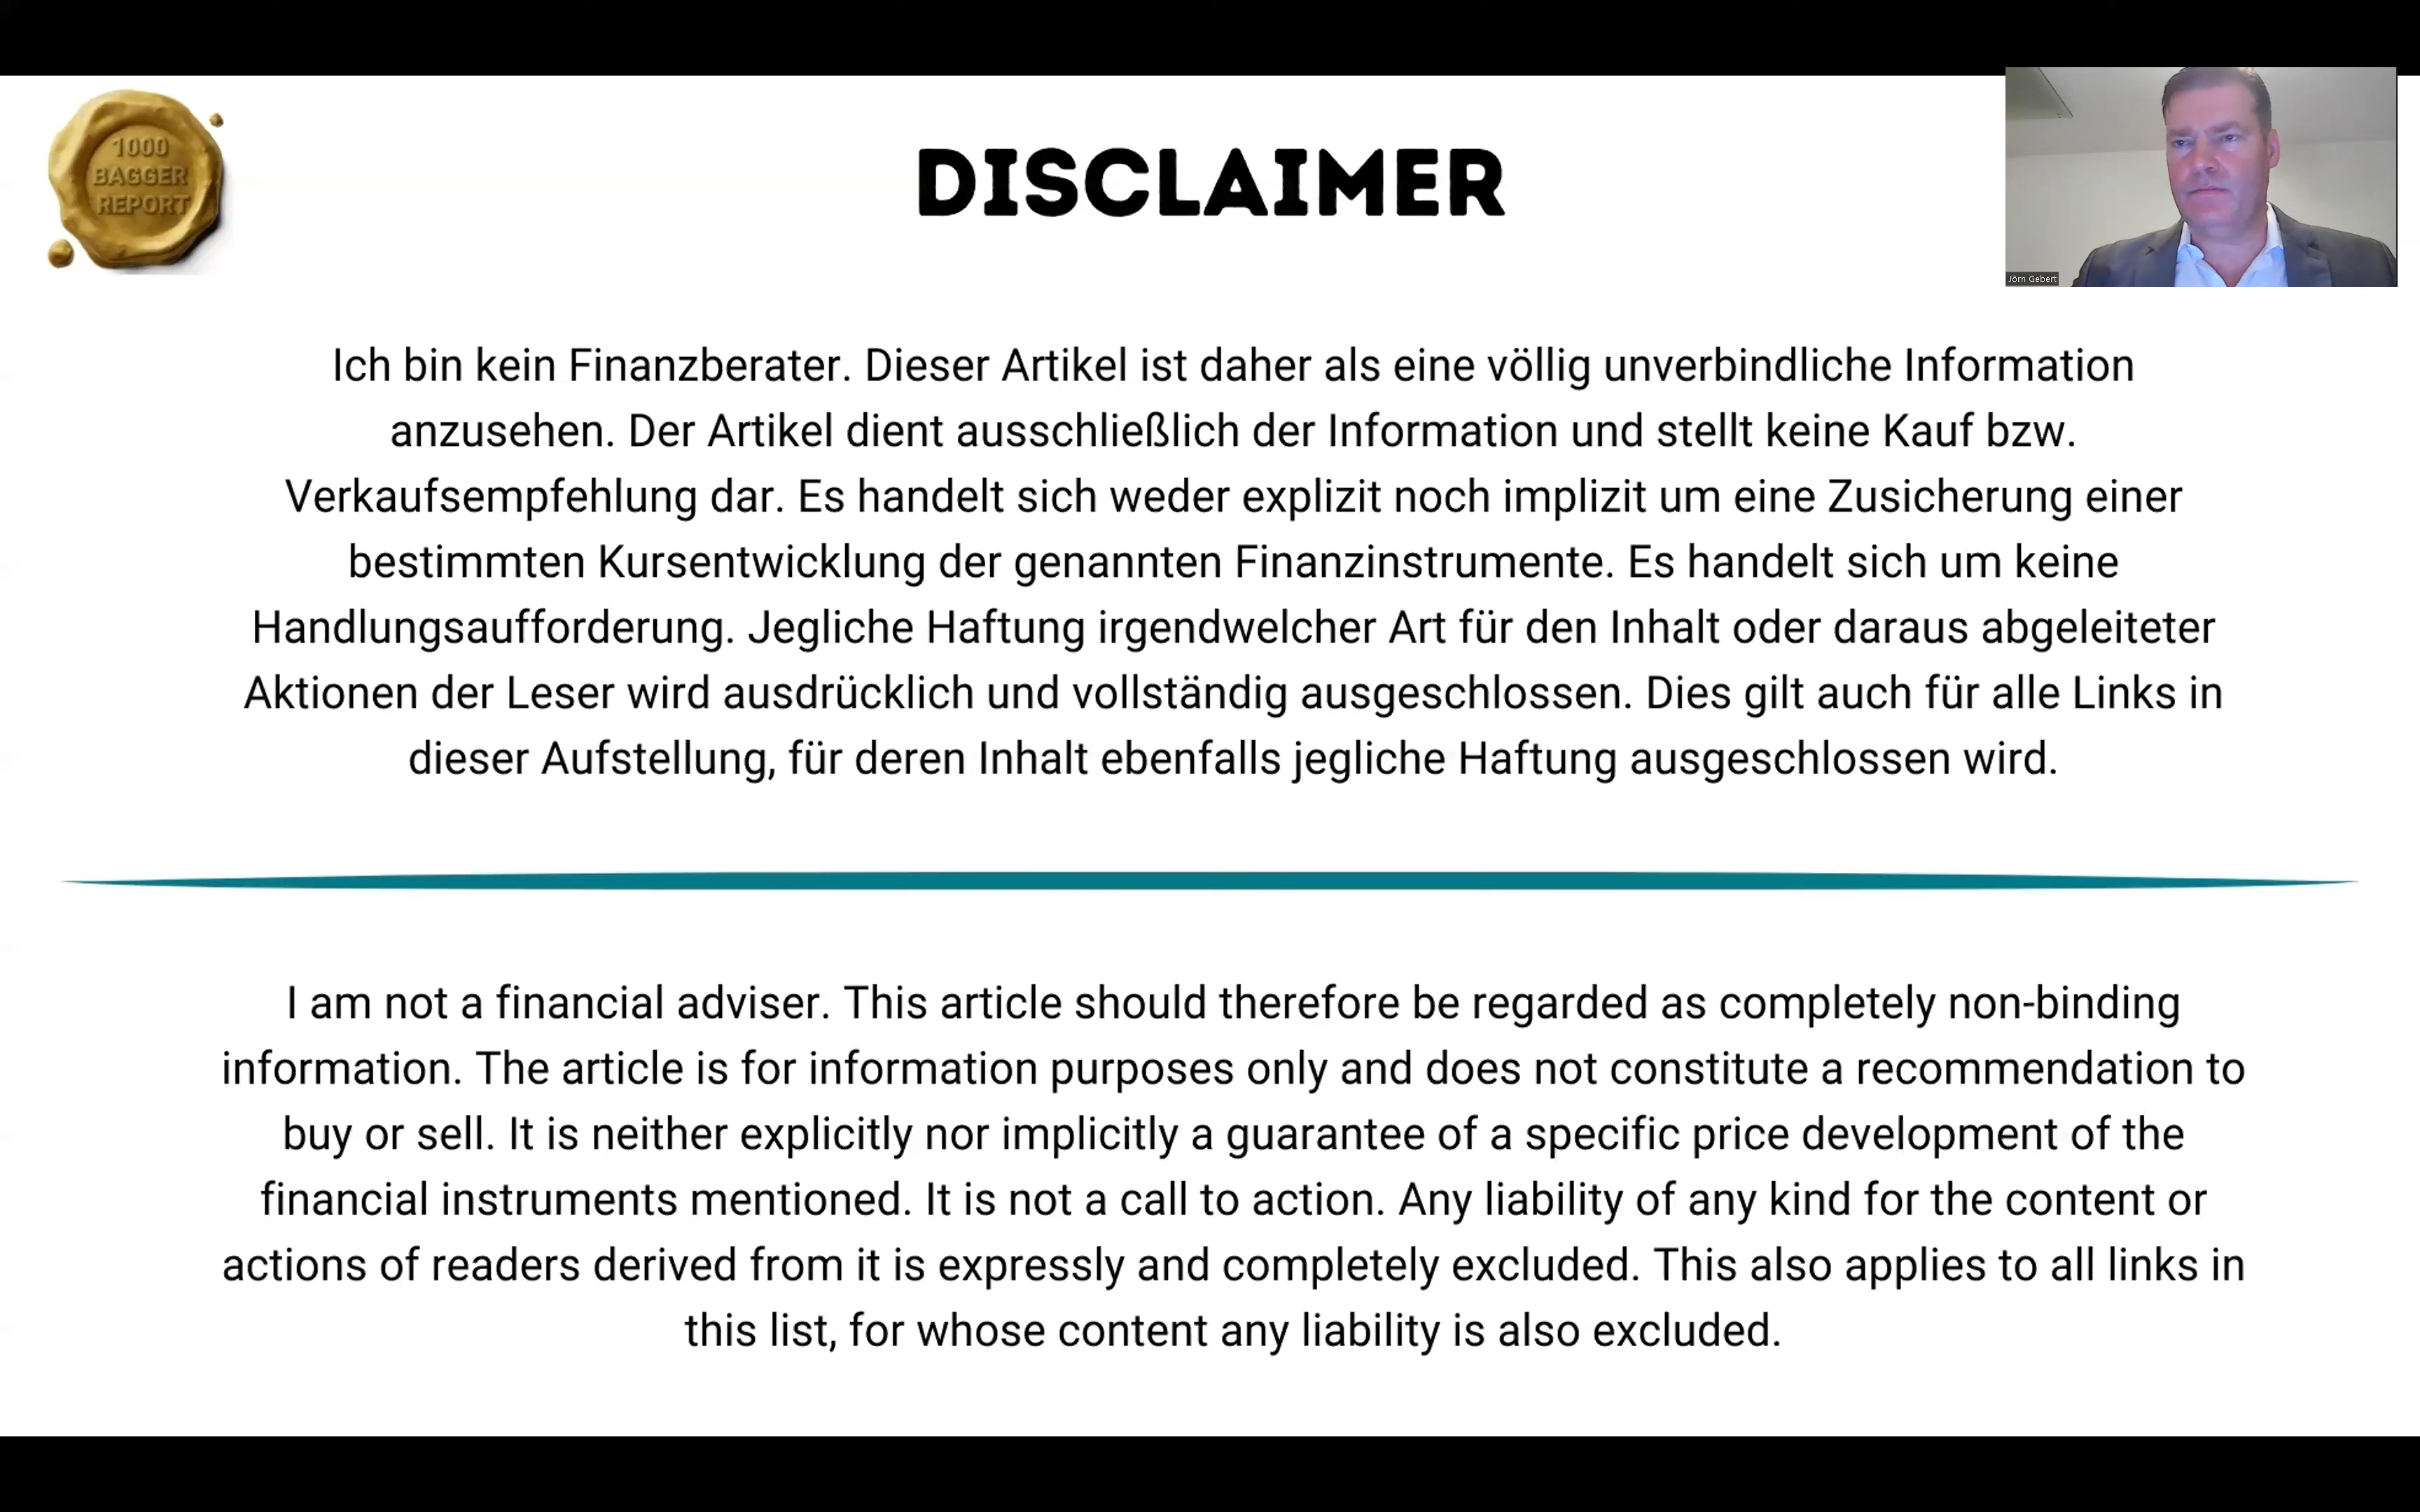 1000
BAGGER
REPORT
DISCLAIMER
Jörn Gebert
Ich bin kein Finanzberater. Dieser Artikel ist daher als eine völlig unverbindliche Information
anzusehen. Der Artikel dient ausschließlich der Information und stellt keine Kauf bzw.
Verkaufsempfehlung dar. Es handelt sich weder explizit noch implizit um eine Zusicherung einer
bestimmten Kursentwicklung der genannten Finanzinstrumente. Es handelt sich um keine
Handlungsaufforderung. Jegliche Haftung irgendwelcher Art für den Inhalt oder daraus abgeleiteter
Aktionen der Leser wird ausdrücklich und vollständig ausgeschlossen. Dies gilt auch für alle Links in
dieser Aufstellung, für deren Inhalt ebenfalls jegliche Haftung ausgeschlossen wird.
I am not a financial adviser. This article should therefore be regarded as completely non-binding
information. The article is for information purposes only and does not constitute a recommendation to
buy or sell. It is neither explicitly nor implicitly a guarantee of a specific price development of the
financial instruments mentioned. It is not a call to action. Any liability of any kind for the content or
actions of readers derived from it is expressly and completely excluded. This also applies to all links in
this list, for whose content any liability is also excluded.